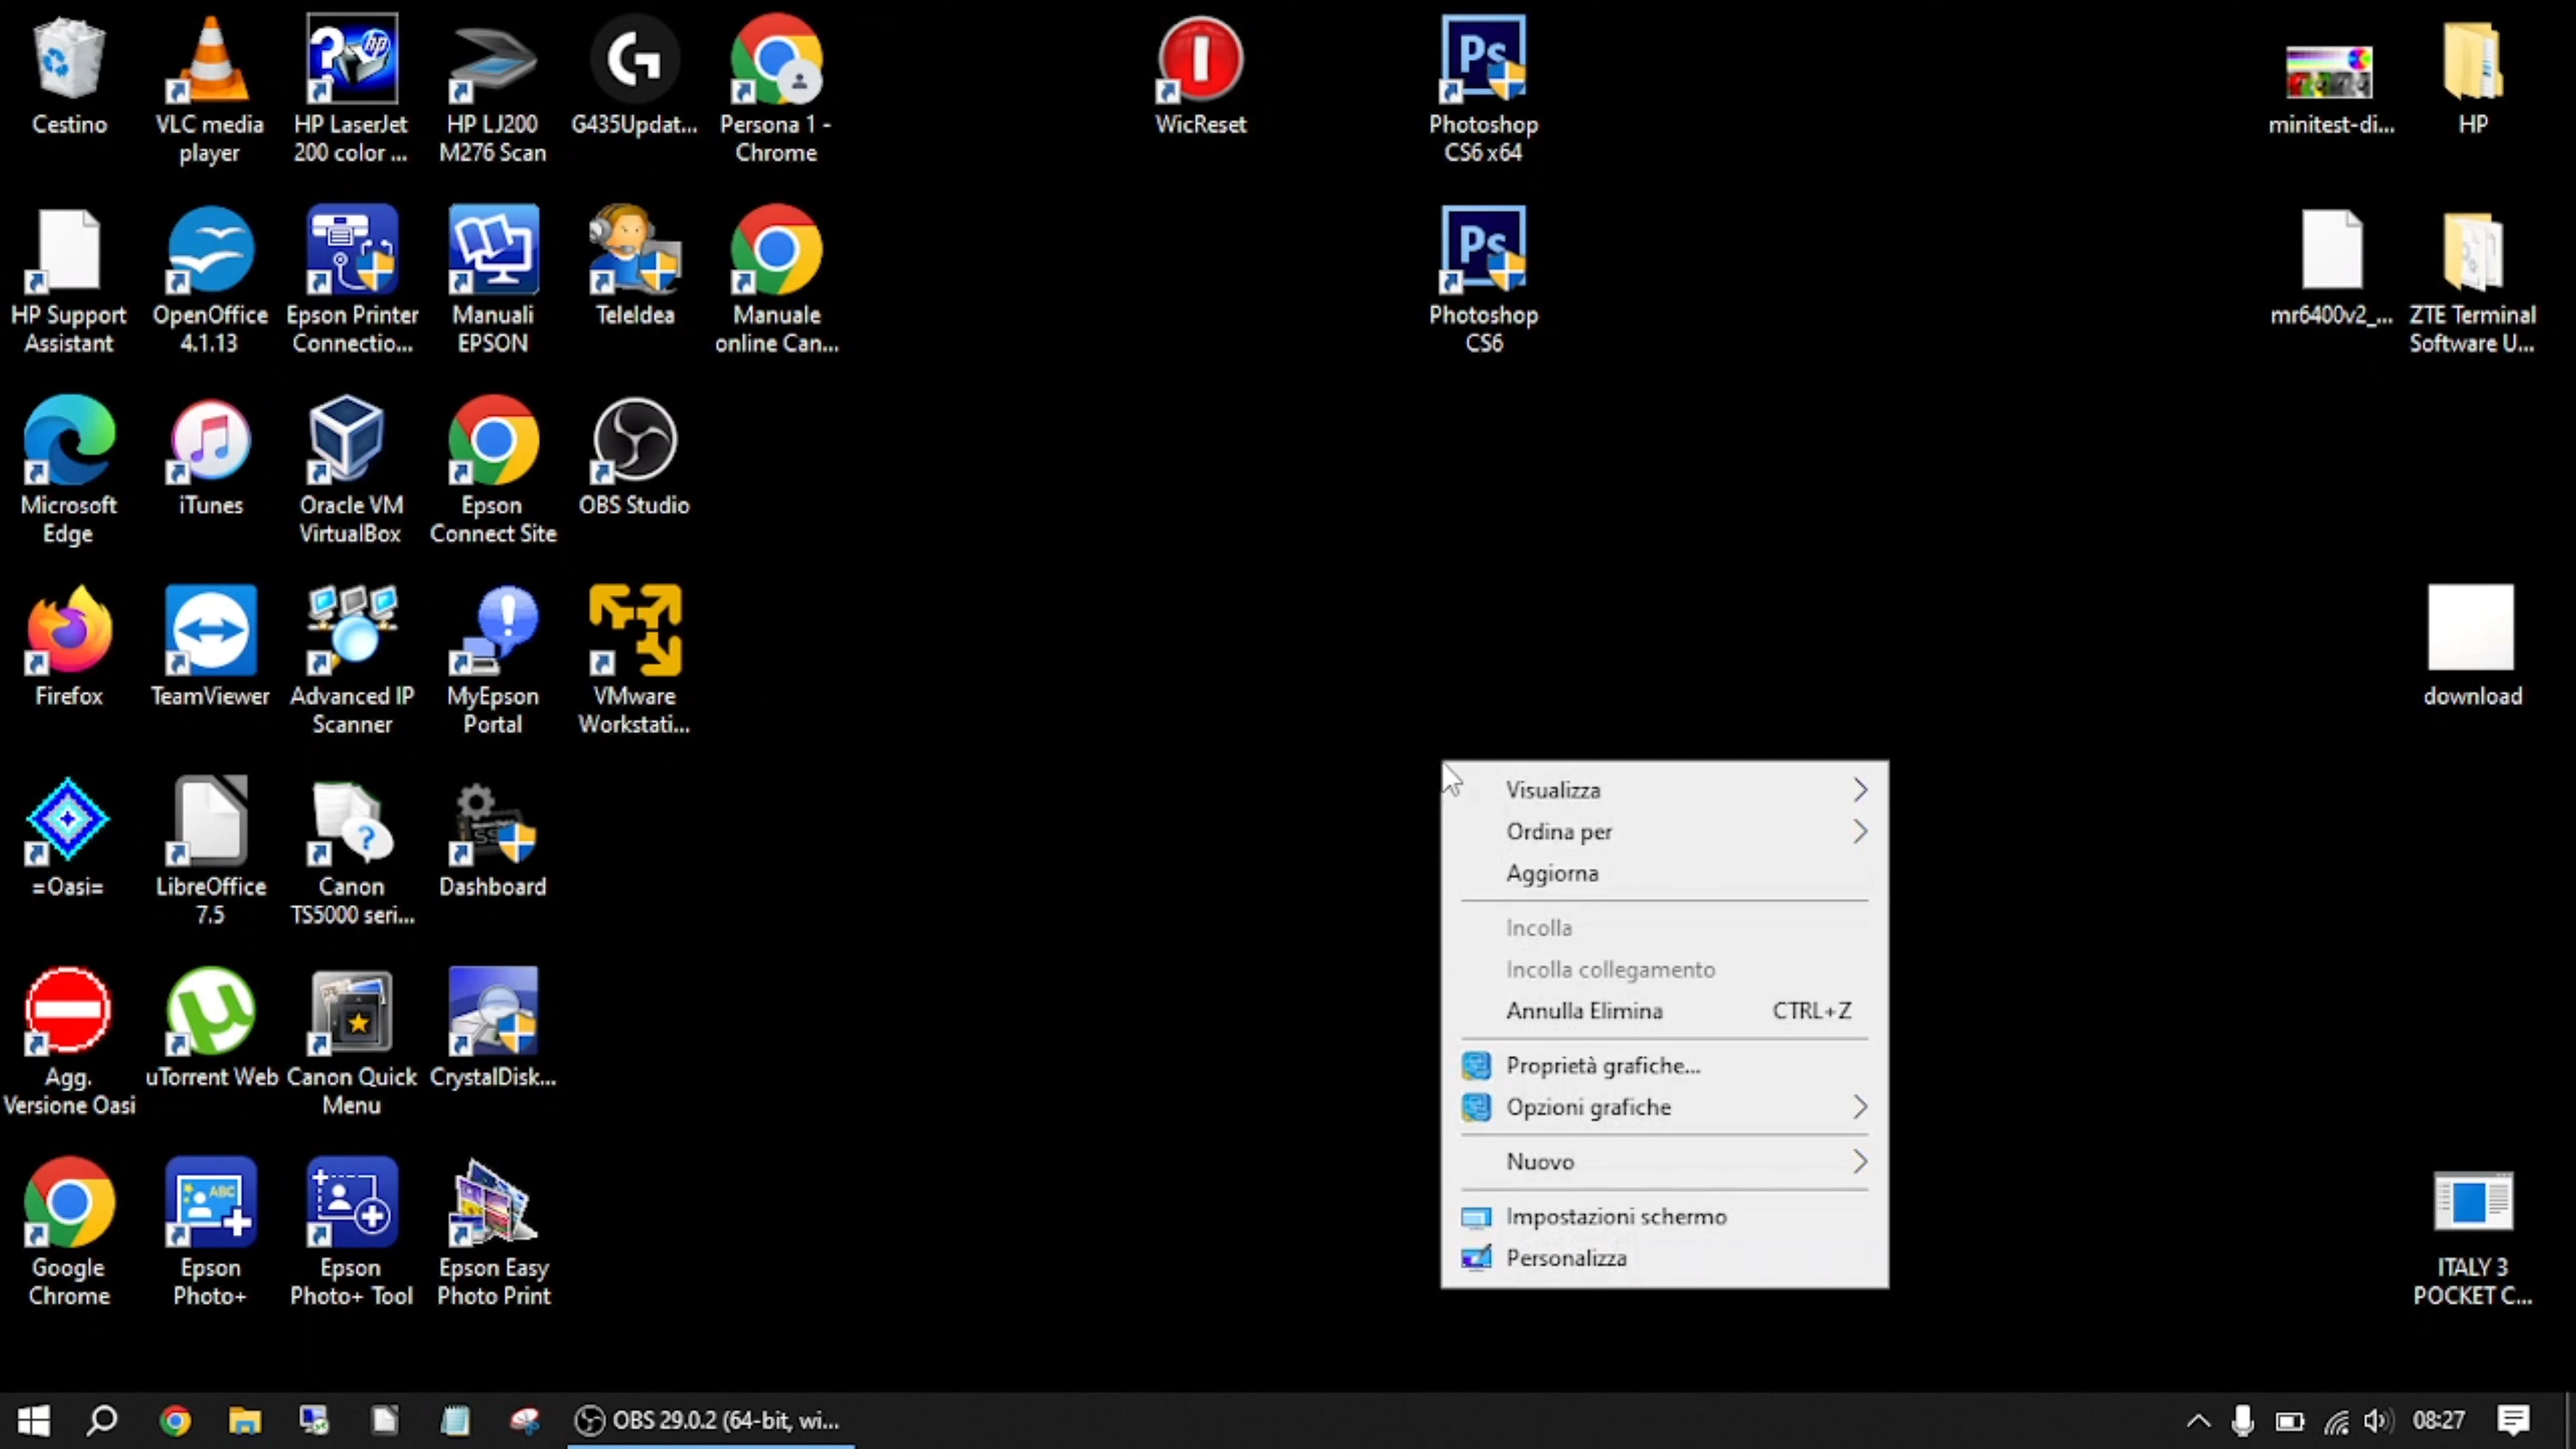 Cestino
VLC media
player
HP LaserJet
200 color ...
HP LJ200
M276 Scan
G435Updat...
Persona 1 -
Chrome
WicReset
Ps
Photoshop
CS6 x64
minitest-di...
HP
HP Support
Assistant
OpenOffice
4.1.13
Epson Printer
Connectio...
Manuali
EPSON
TeleIdea
Manuale
online Can...
Ps
Photoshop
CS6
mr6400v2_...
ZTE Terminal
Software U...
Microsoft
Edge
iTunes
Oracle VM
VirtualBox
Epson
Connect Site
OBS Studio
Firefox
TeamViewer
Advanced IP
Scanner
MyEpson
Portal
VMware
Workstati...
download
=Oasi=
LibreOffice
7.5
Canon
TS5000 seri...
Dashboard
Agg.
Versione Oasi
uTorrent Web
Canon Quick
Menu
CrystalDisk...
Google
Chrome
ABC
Epson
Photo+
Epson
Photo+ Tool
Epson Easy
Photo Print
ITALY 3
POCKET C...
Visualizza
Ordina per
Aggiorna
Incolla
Incolla collegamento
Annulla Elimina CTRL+Z
Proprietà grafiche...
Opzioni grafiche
Nuovo
Impostazioni schermo
Personalizza
OBS 29.0.2 (64-bit, wi...
08:27